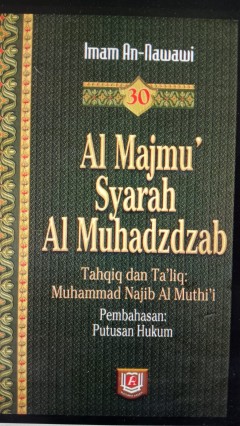 Imam An-Nawawi
30
Al Majmu'
Syarah
Al Muhadzdzab
Tahqiq dan Ta'liq:
Muhammad Najib Al Muthi'i
Pembahasan:
Putusan Hukum